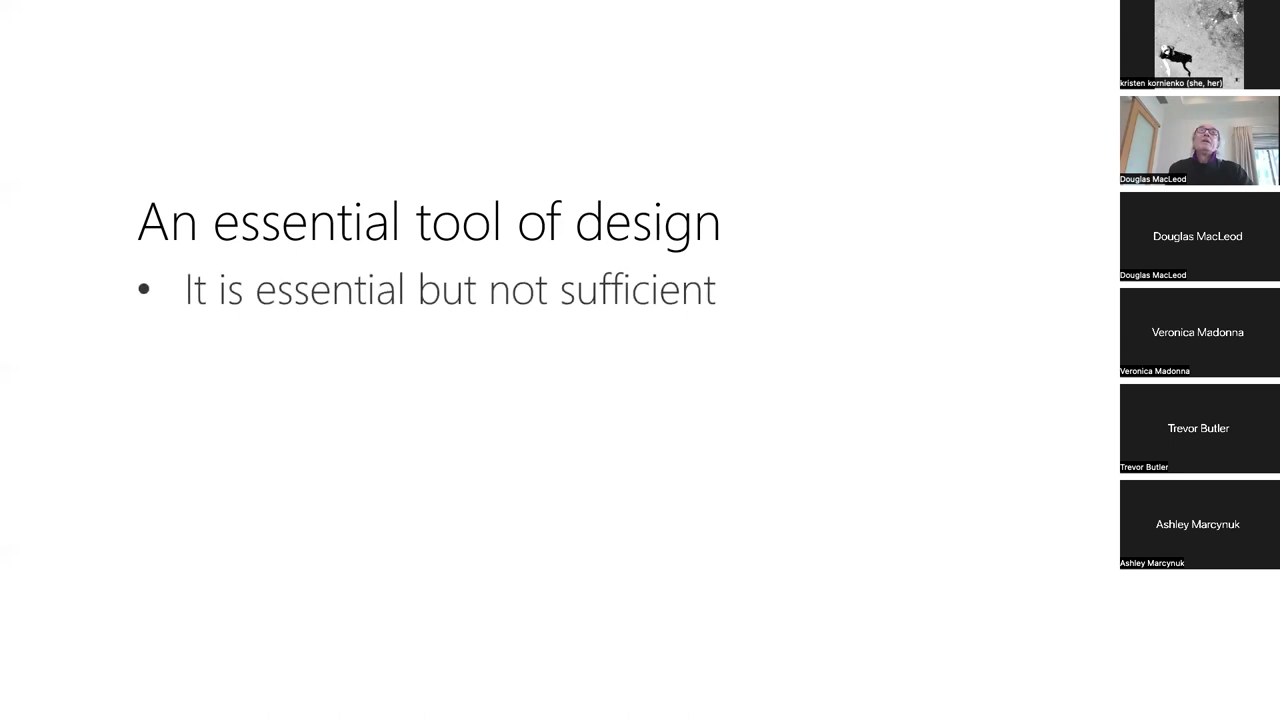 An essential tool of design
• It is essential but not sufficient
kristen kornienko (she, her)
Douglas MacLeod
Douglas MacLeod
Douglas MacLeod
Veronica Madonna
Veronica Madonna
Trevor Butler
Trevor Butler
Ashley Marcynuk
Ashley Marcynuk